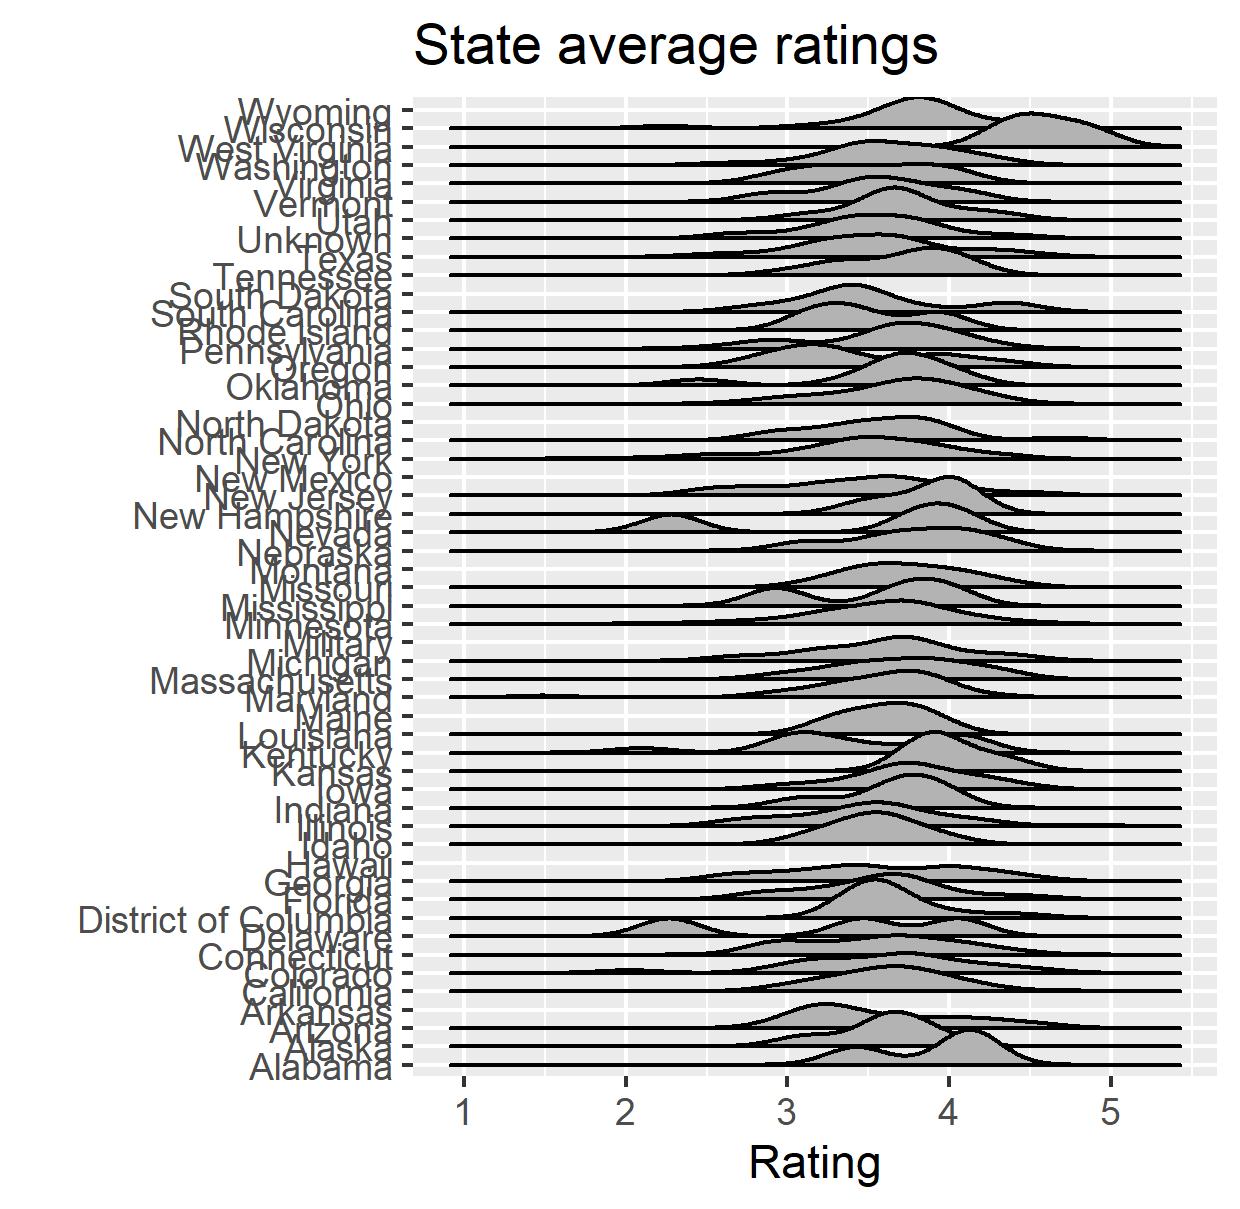 State average ratings
Wyoming
Wisconsin
West Virginia
Washington
Virginia
Vermont
Utah
Unknown
Texas
Tennessee
South Dakota
South Carolina
Rhode Island
Pennsylvania
Oregon
Oklahoma
Ohio
North Dakota
North Carolina
New York
New Mexico
New Jersey
New Hampshire
Nevada
Nebraska
Montana
Missouri
Mississippi
Minnesota
Military
Michigan
Massachusetts
Maryland
Maine
Louisiana
Kentucky
Kansas
Iowa
Indiana
Illinois
Idaho
Hawaii
Georgia
Florida
District of Columbia
Delaware
Connecticut
Colorado
California
Arkansas
Arizona
Alaska
Alabama
1 2 3 4 5
Rating